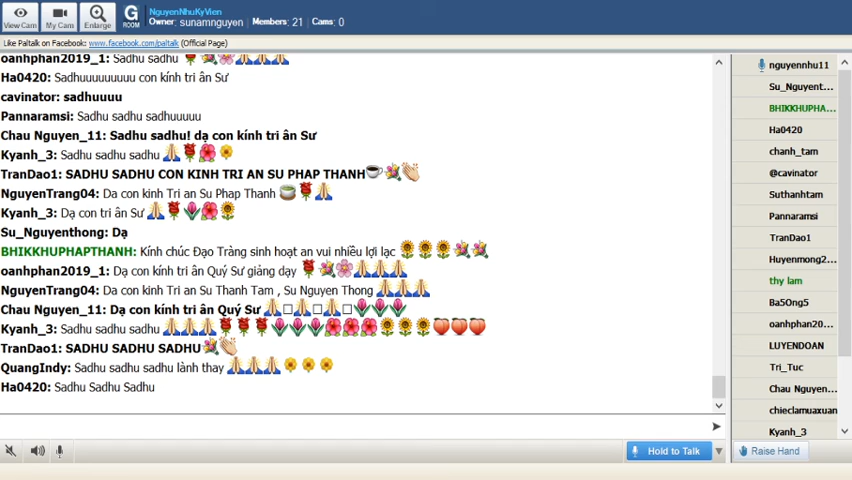 View Cam
My Cam
Enlarge
G
ROOM
NguyenNhuKyVien
Owner: sunamnguyen Members: 21 Cams: 0
Like Paltalk on Facebook: www.facebook.com/paltalk (Official Page)
oanhphan2019_1: Sadhu sadhu
Ha0420: Sadhuuuuuuuuu con kính tri ân Sư
cavinator: sadhuuuu
Pannaramsi: Sadhu sadhu sadhuuuuu
Chau Nguyen_11: Sadhu sadhu! dạ con kính tri ân Sư
Kyanh_3: Sadhu sadhu sadhu
TranDao1: SADHU SADHU CON KINH TRI AN SU PHAP THANH
NguyenTrang04: Da con kinh Tri an Su Phap Thanh
Kyanh_3: Dạ con tri ân Sư
Su_Nguyenthong: Dạ
BHIKKHUPHAPTHANH: Kính chúc Đạo Tràng sinh hoạt an vui nhiều lợi lạc
oanhphan2019_1: Dạ con kính tri ân Quý Sư giảng dạy
NguyenTrang04: Da con kinh Tri an Su Thanh Tam , Su Nguyen Thong
Chau Nguyen_11: Dạ con kính tri ân Quý Sư
Kyanh_3: Sadhu sadhu sadhu
TranDao1: SADHU SADHU SADHU
QuangIndy: Sadhu sadhu sadhu lành thay
Ha0420: Sadhu Sadhu Sadhu
nguyennhu11
Su_Nguyent...
BHIKKHUPHA...
Ha0420
chanh_tam
@cavinator
Suthanhtam
Pannaramsi
TranDao1
Huyenmong2...
thy lam
Ba5Ong5
oanhphan20...
LUYENDOAN
Tri_Tuc
Chau Nguyen...
chieclamuaxuan
Kyanh_3
Hold to Talk
Raise Hand